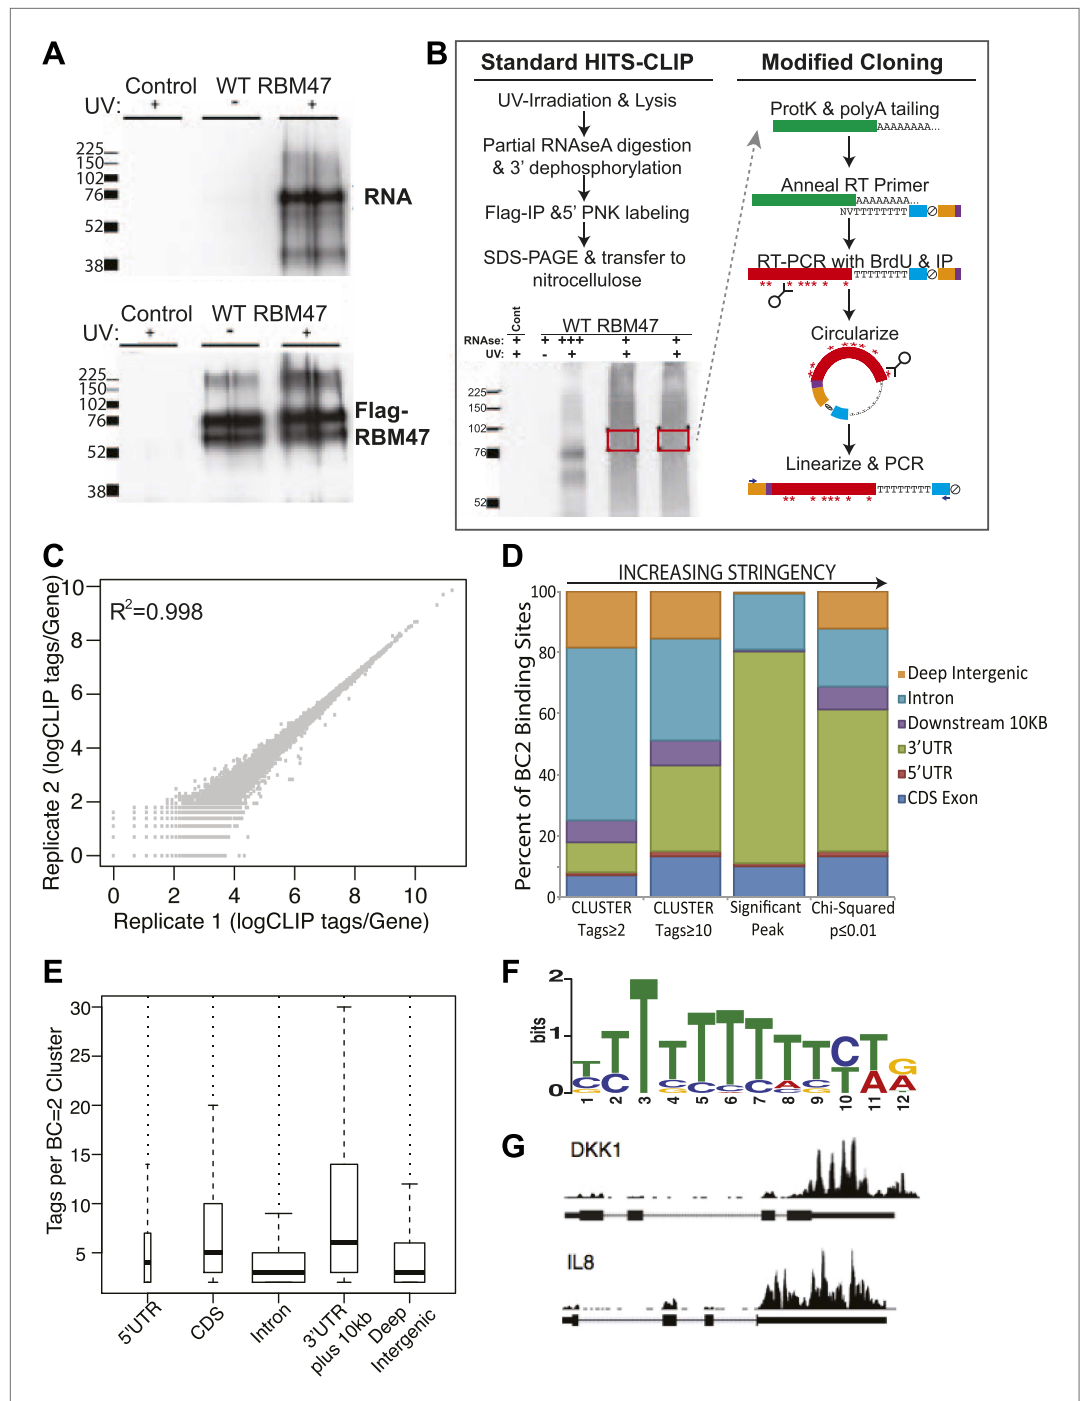 A
Control WT RBM47
UV: + - +
225
150
102
76
52
38
RNA
Control WT RBM47
UV: + - +
225
150
102
76
52
38
Flag-
RBM47
B
Standard HITS-CLIP
UV-Irradiation & Lysis
Partial RNAseA digestion
& 3' dephosphorylation
Flag-IP &5' PNK labeling
SDS-PAGE & transfer to
nitrocellulose
Cont
WT RBM47
RNAse: + + +++ + +
UV: + - + + +
225
150
102
76
52
Modified Cloning
ProtK & polyA tailing
AAAAAAAA...
Anneal RT Primer
AAAAAAAA...
NVTTTTTTTT
RT-PCR with BrdU & IP
TTTTTTTT
** * **** *
Circularize
Linearize & PCR
TTTTTTTT
** **** * *
C
R2=0.998
Replicate 2 (logCLIP tags/Gene)
10
8
6
4
2
0
0 2 4 6 8 10
Replicate 1 (logCLIP tags/Gene)
D
INCREASING STRINGENCY
Percent of BC2 Binding Sites
100
80
60
40
20
0
CLUSTER
Tags≥2
CLUSTER
Tags≥10
Significant
Peak
Chi-Squared
p≤0.01
Deep Intergenic
Intron
Downstream 10KB
3'UTR
5'UTR
CDS Exon
E
Tags per BC=2 Cluster
30
25
20
15
10
5
5'UTR
CDS
Intron
3'UTR
plus 10kb
Deep
Intergenic
F
bits
2
1
0
1 2 3 4 5 6 7 8 9 10 11 12
G
DKK1
IL8